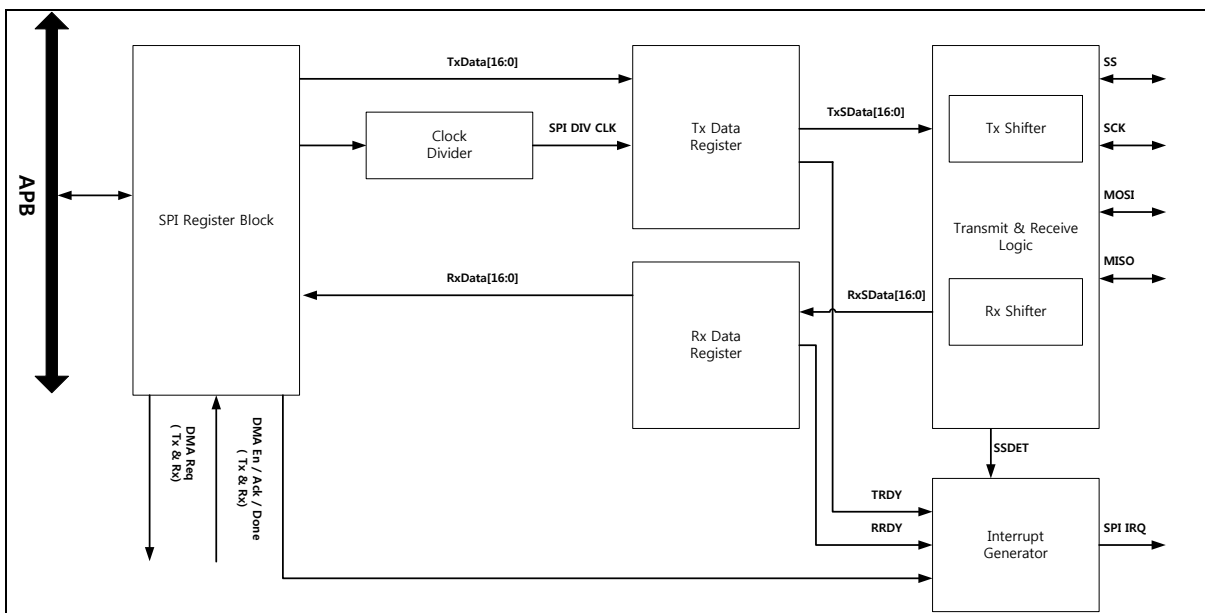 APB
SPI Register Block
TxData[16:0]
Clock
Divider
SPI DIV CLK
Tx Data
Register
TxSData[16:0]
Tx Shifter
Transmit & Receive
Logic
Rx Shifter
SS
SCK
MOSI
MISO
RxData[16:0]
Rx Data
Register
RxSData[16:0]
DMA Req
( Tx & Rx)
DMA En / Ack / Done
( Tx & Rx)
SSDET
TRDY
RRDY
Interrupt
Generator
SPI IRQ